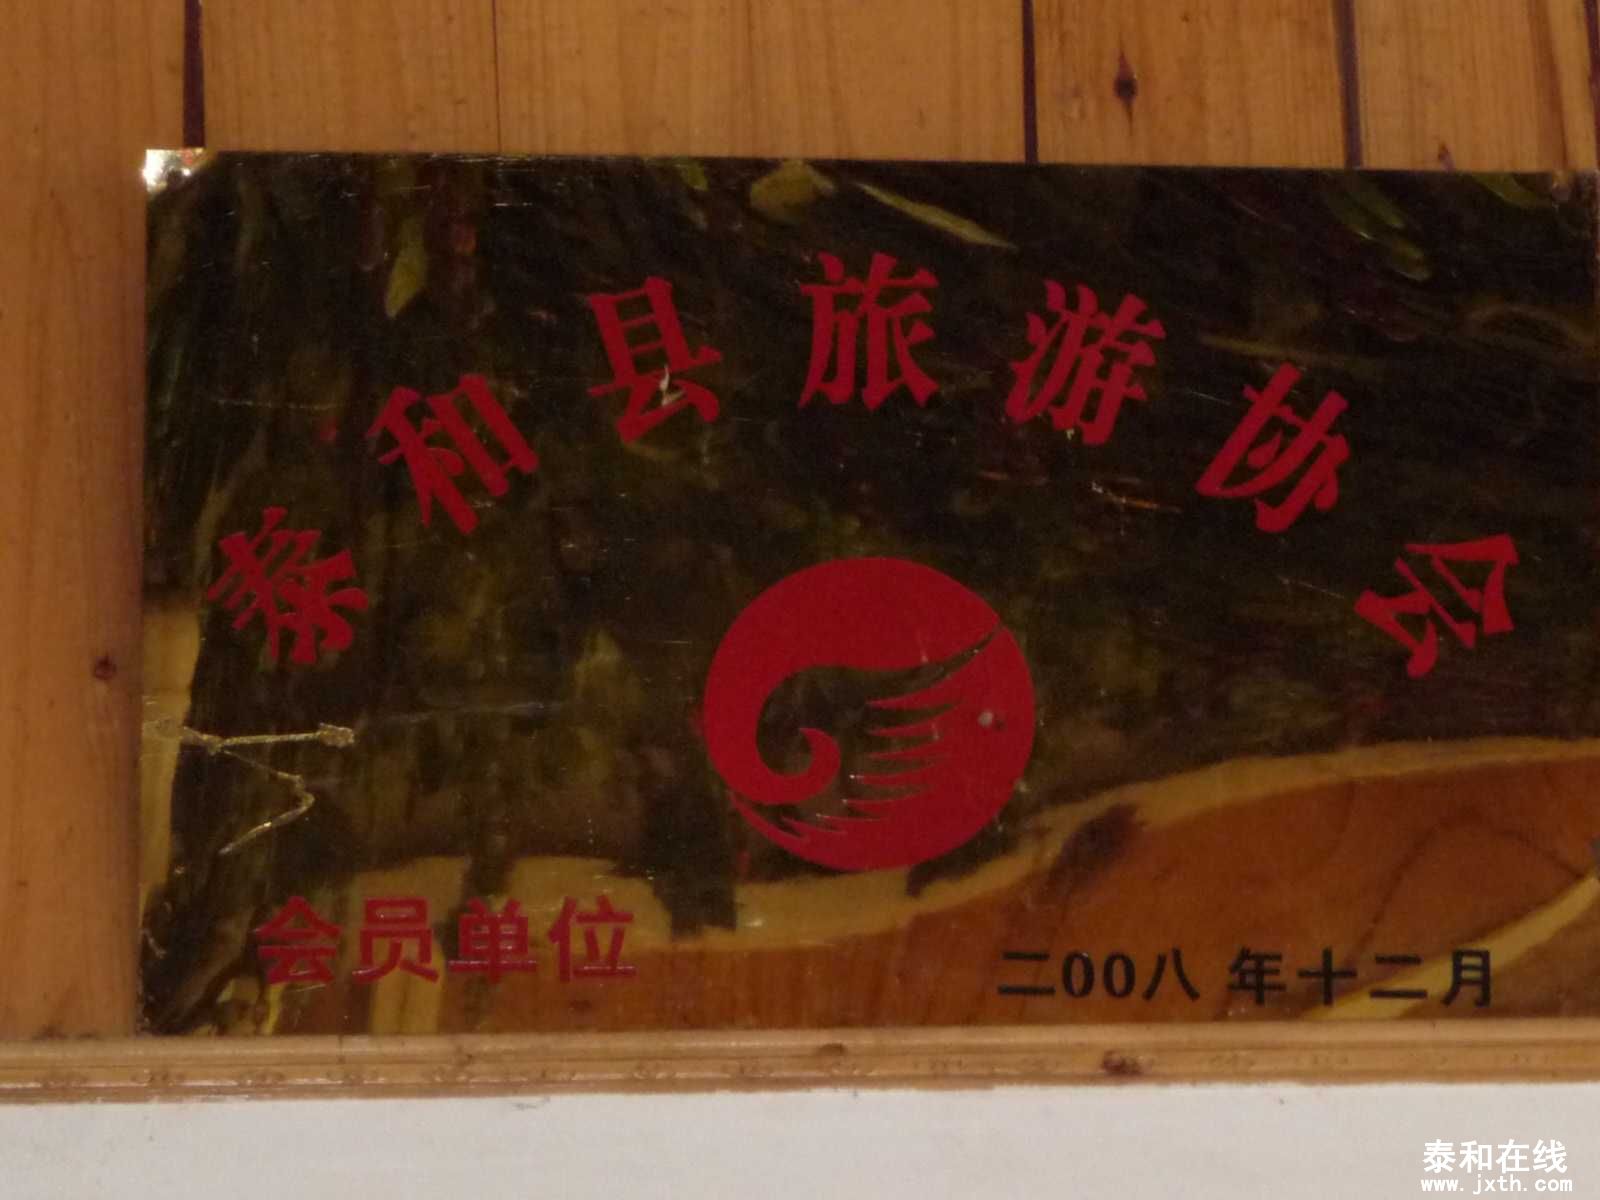 泰和县旅游协会
会员单位
二00八年十二月
泰和在线
www.jxth.com